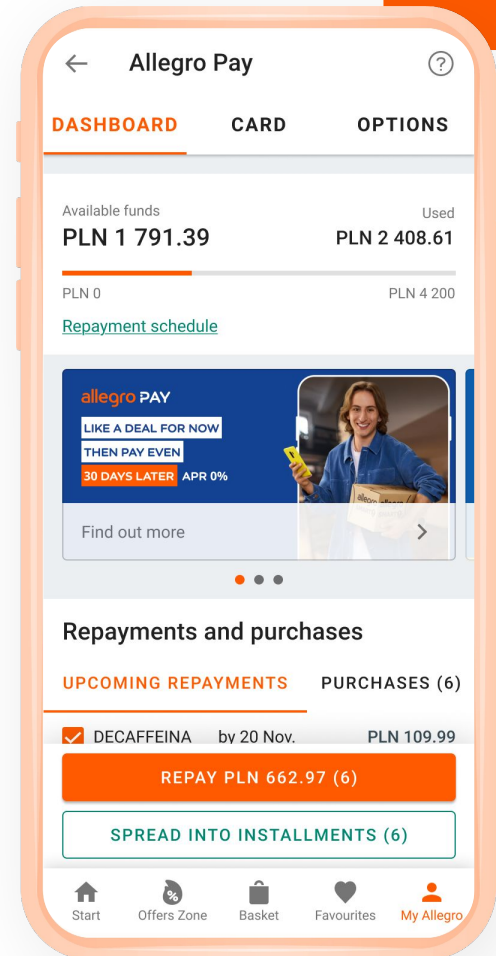 Allegro Pay
DASHBOARD CARD OPTIONS
Available funds Used
PLN 1 791.39 PLN 2 408.61
PLN 0 PLN 4 200
Repayment schedule
allegro PAY
LIKE A DEAL FOR NOW
THEN PAY EVEN
30 DAYS LATER APR 0%
allegro
Find out more
Repayments and purchases
UPCOMING REPAYMENTS PURCHASES (6)
DECAFFEINA by 20 Nov. PLN 109.99
REPAY PLN 662.97 (6)
SPREAD INTO INSTALLMENTS (6)
Start Offers Zone Basket Favourites My Allegro